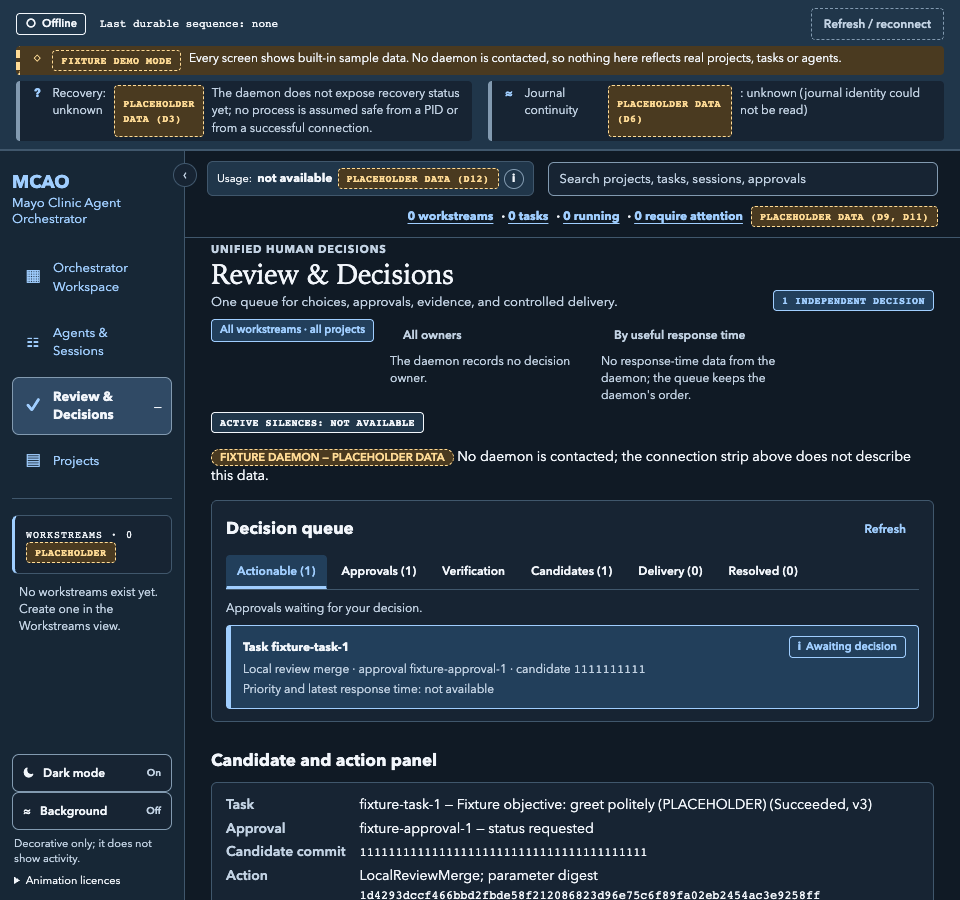 Offline
Last durable sequence: none
Refresh / reconnect
FIXTURE DEMO MODE
Every screen shows built-in sample data. No daemon is contacted, so nothing here reflects real projects, tasks or agents.
? Recovery: unknown
PLACEHOLDER DATA (D3)
The daemon does not expose recovery status
yet; no process is assumed safe from a PID or
from a successful connection.
≈ Journal continuity
PLACEHOLDER DATA (D6)
: unknown (journal identity could
not be read)
MCAO
Mayo Clinic Agent
Orchestrator
‹
Orchestrator
Workspace
Agents &
Sessions
Review &
Decisions
–
Projects
WORKSTREAMS · 0
PLACEHOLDER
No workstreams exist yet.
Create one in the
Workstreams view.
Dark mode On
≈ Background Off
Decorative only; it does not
show activity.
Animation licences
Usage: not available PLACEHOLDER DATA (D12) i
Search projects, tasks, sessions, approvals
0 workstreams · 0 tasks · 0 running · 0 require attention PLACEHOLDER DATA (D9, D11)
UNIFIED HUMAN DECISIONS
Review & Decisions
One queue for choices, approvals, evidence, and controlled delivery.
1 INDEPENDENT DECISION
All workstreams · all projects
All owners
The daemon records no decision
owner.
By useful response time
No response-time data from the
daemon; the queue keeps the
daemon's order.
ACTIVE SILENCES: NOT AVAILABLE
FIXTURE DAEMON — PLACEHOLDER DATA No daemon is contacted; the connection strip above does not describe
this data.
Decision queue
Refresh
Actionable (1) Approvals (1) Verification Candidates (1) Delivery (0) Resolved (0)
Approvals waiting for your decision.
Task fixture-task-1
i Awaiting decision
Local review merge · approval fixture-approval-1 · candidate 1111111111
Priority and latest response time: not available
Candidate and action panel
Task fixture-task-1 — Fixture objective: greet politely (PLACEHOLDER) (Succeeded, v3)
Approval fixture-approval-1 — status requested
Candidate commit 1111111111111111111111111111111111111111
Action LocalReviewMerge; parameter digest
1d4293dccf466bbd2fbde58f212086823d96e75c6f89fa02eb2454ac3e9258ff